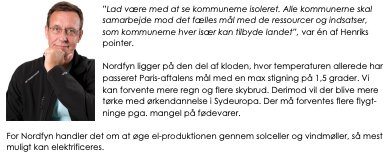 "Lad være med at se kommunerne isoleret. Alle kommunerne skal
samarbejde mod det fælles mål med de ressourcer og indsatser,
som kommunerne hver især kan tilbyde landet", var én af Henriks
pointer.
Nordfyn ligger på den del af kloden, hvor temperaturen allerede har
passeret Paris-aftalens mål med en max stigning på 1,5 grader. Vi
kan forvente mere regn og flere skybrud. Derimod vil der blive mere
tørke med ørkendannelse i Sydeuropa. Der må forventes flere flygt-
ninge pga. mangel på fødevarer.
For Nordfyn handler det om at øge el-produktionen gennem solceller og vindmøller, så mest
muligt kan elektrificeres.